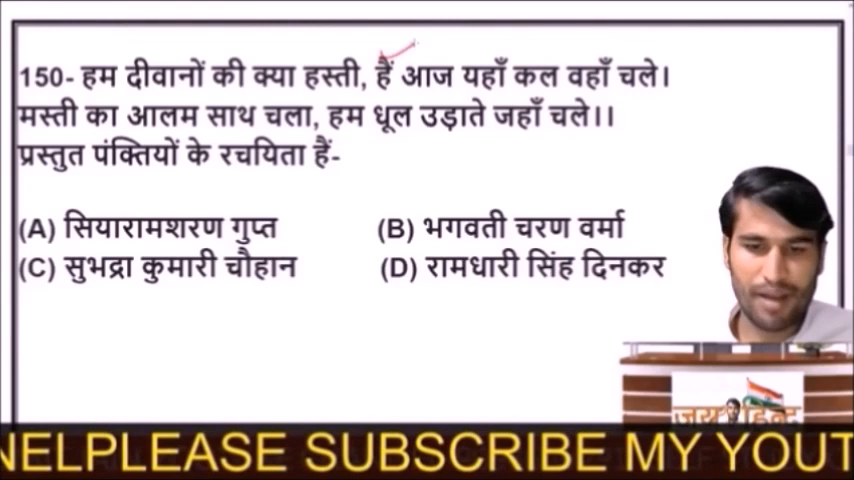 150- हम दीवानों की क्या हस्ती, हैं आज यहाँ कल वहाँ चले।
मस्ती का आलम साथ चला, हम धूल उड़ाते जहाँ चले।।
प्रस्तुत पंक्तियों के रचयिता हैं-
(A) सियारामशरण गुप्त (B) भगवती चरण वर्मा
(C) सुभद्रा कुमारी चौहान (D) रामधारी सिंह दिनकर
जय हिन्द
NELPLEASE SUBSCRIBE MY YOUT